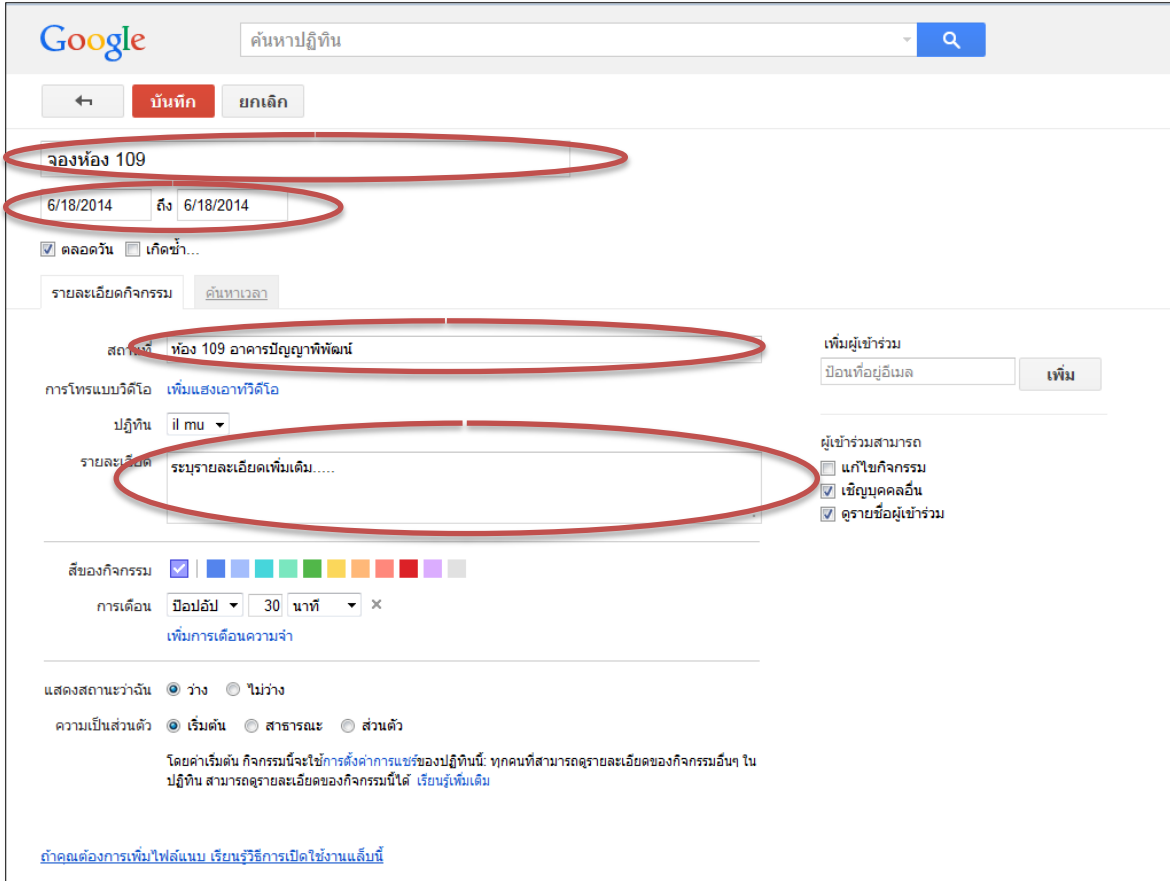 Google
ค้นหาปฏิทิน
บันทึก ยกเลิก
จองห้อง 109
6/18/2014 ถึง 6/18/2014
ตลอดวัน เกิดซ้ำ...
รายละเอียดกิจกรรม ค้นหาเวลา
สถานที่ ห้อง 109 อาคารปัญญาพิพัฒน์
การโทรแบบวิดีโอ เพิ่มแฮงเอาท์วิดีโอ
ปฏิทิน il mu
รายละเอียด ระบุรายละเอียดเพิ่มเติม.....
เพิ่มผู้เข้าร่วม
ป้อนที่อยู่อีเมล เพิ่ม
ผู้เข้าร่วมสามารถ
แก้ไขกิจกรรม
เชิญบุคคลอื่น
ดูรายชื่อผู้เข้าร่วม
สีของกิจกรรม
การเตือน ป๊อปอัป 30 นาที ×
เพิ่มการเตือนความจำ
แสดงสถานะว่าฉัน ว่าง ไม่ว่าง
ความเป็นส่วนตัว เริ่มต้น สาธารณะ ส่วนตัว
โดยค่าเริ่มต้น กิจกรรมนี้จะใช้การตั้งค่าการแชร์ของปฏิทินนี้: ทุกคนที่สามารถดูรายละเอียดของกิจกรรมอื่นๆ ใน
ปฏิทิน สามารถดูรายละเอียดของกิจกรรมนี้ได้ เรียนรู้เพิ่มเติม
ถ้าคุณต้องการเพิ่มไฟล์แนบ เรียนรู้วิธีการเปิดใช้งานแล็บนี้